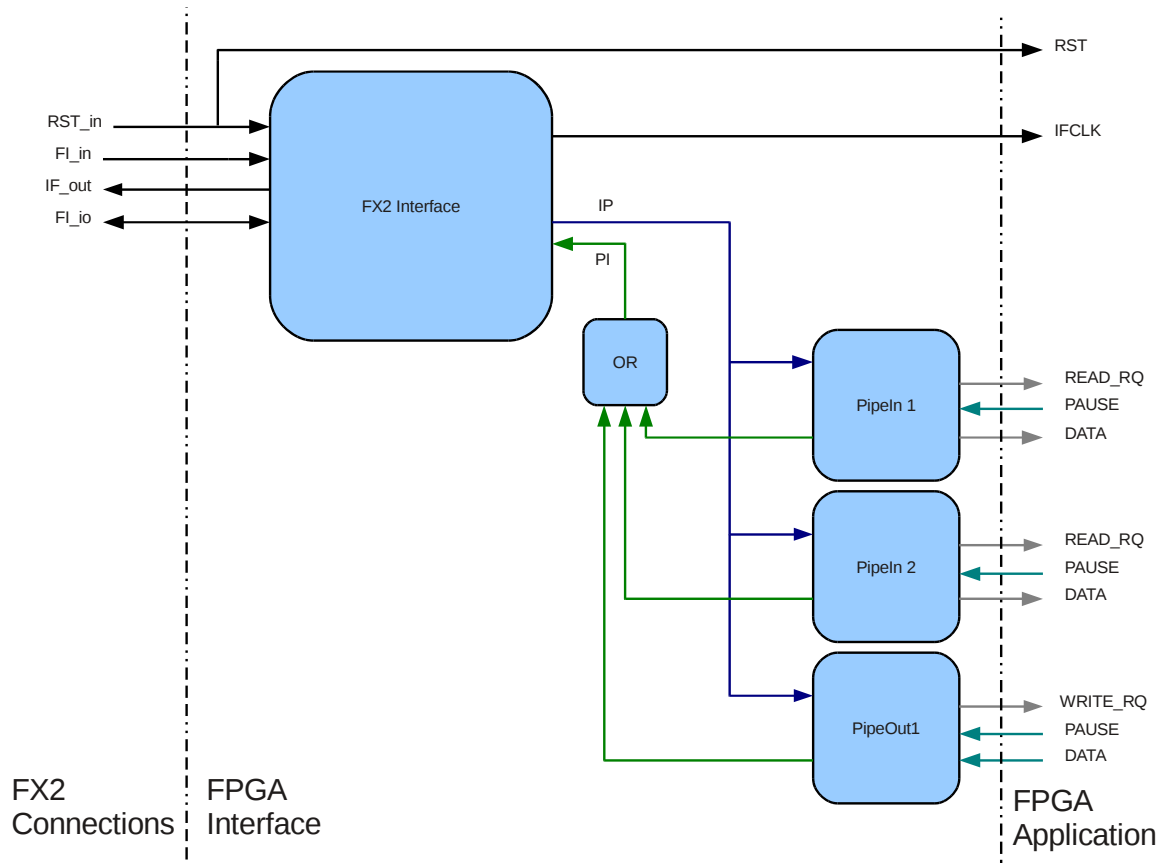 RST
RST_in
IFCLK
FI_in
IF_out
FX2 Interface
IP
FI_io
PI
OR
READ_RQ
PipeIn 1
PAUSE
DATA
READ_RQ
PipeIn 2
PAUSE
DATA
WRITE_RQ
PipeOut1
PAUSE
DATA
FX2
Connections
FPGA
Interface
FPGA
Application